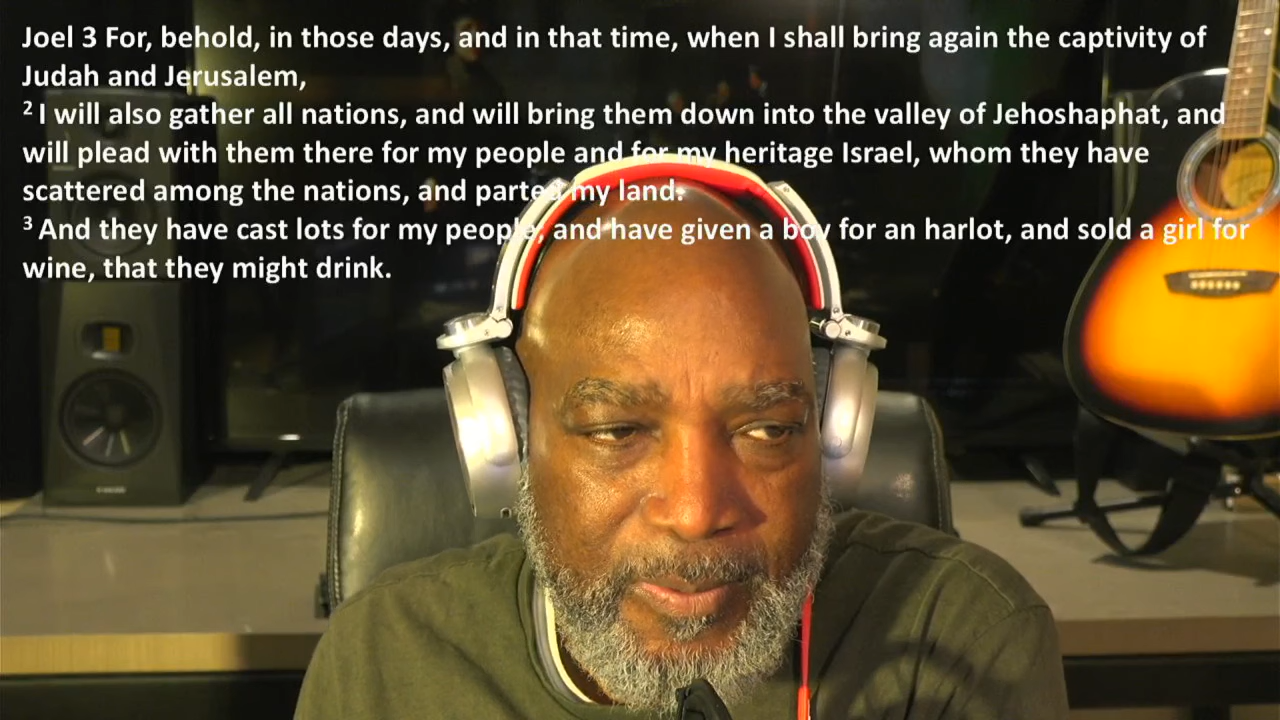 Joel 3 For, behold, in those days, and in that time, when I shall bring again the captivity of
Judah and Jerusalem,
2 I will also gather all nations, and will bring them down into the valley of Jehoshaphat, and
will plead with them there for my people and for my heritage Israel, whom they have
scattered among the nations, and parted my land.
3 And they have cast lots for my people; and have given a boy for an harlot, and sold a girl for
wine, that they might drink.